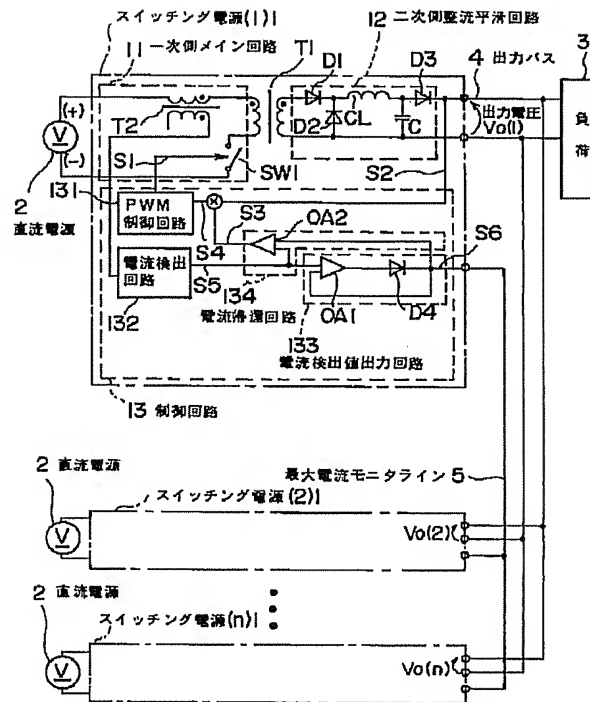 スイッチング電源(1)1
11 一次側メイン回路
12 二次側整流平滑回路
T1
D1
D3
4 出力バス
3
負荷
(+)
T2
V
(-)
S1
SW1
D2
CL
C
出力電圧
Vo(1)
S2
2
直流電源
131
PWM
制御回路
S4
S3
OA2
S6
電流検出
回路
S5
132
134
電流帰還回路
OA1
D4
133
電流検出値出力回路
13 制御回路
最大電流モニタライン 5
2 直流電源
スイッチング電源(2)1
V
Vo(2)
2 直流電源
スイッチング電源(n)1
V
Vo(n)